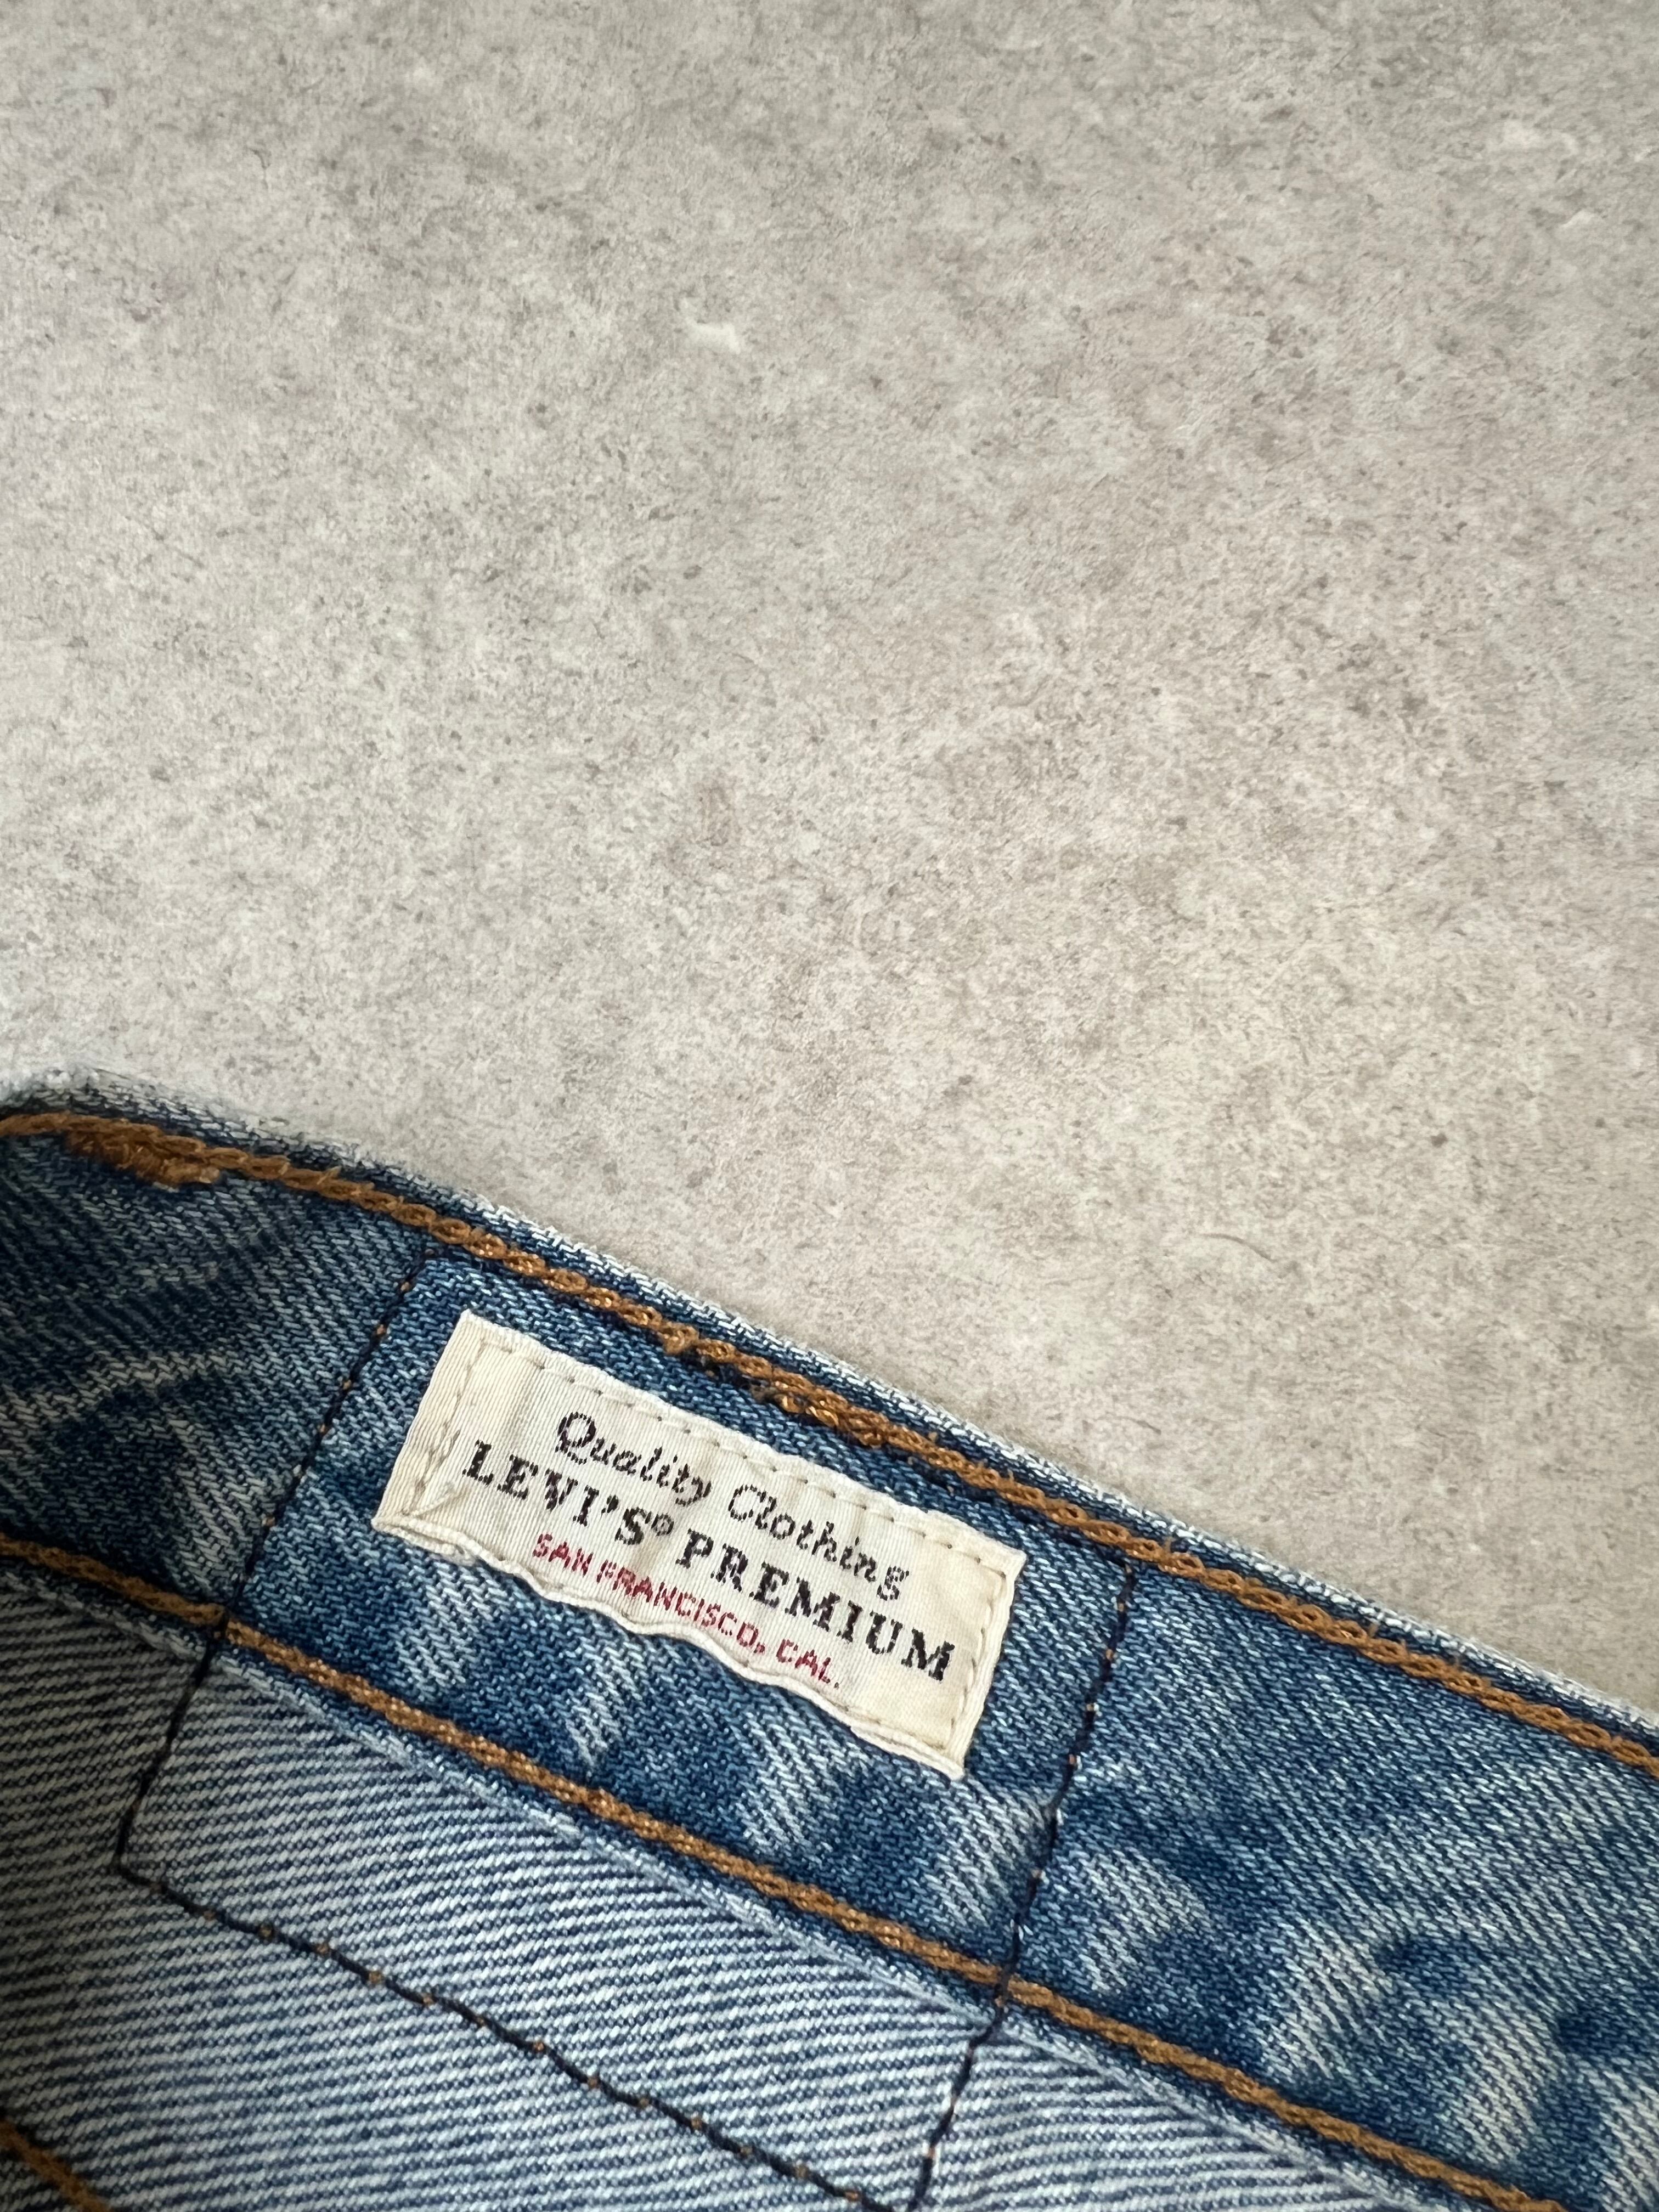 Quality Clothing
LEVI'S® PREMIUM
SAN FRANCISCO, CAL.